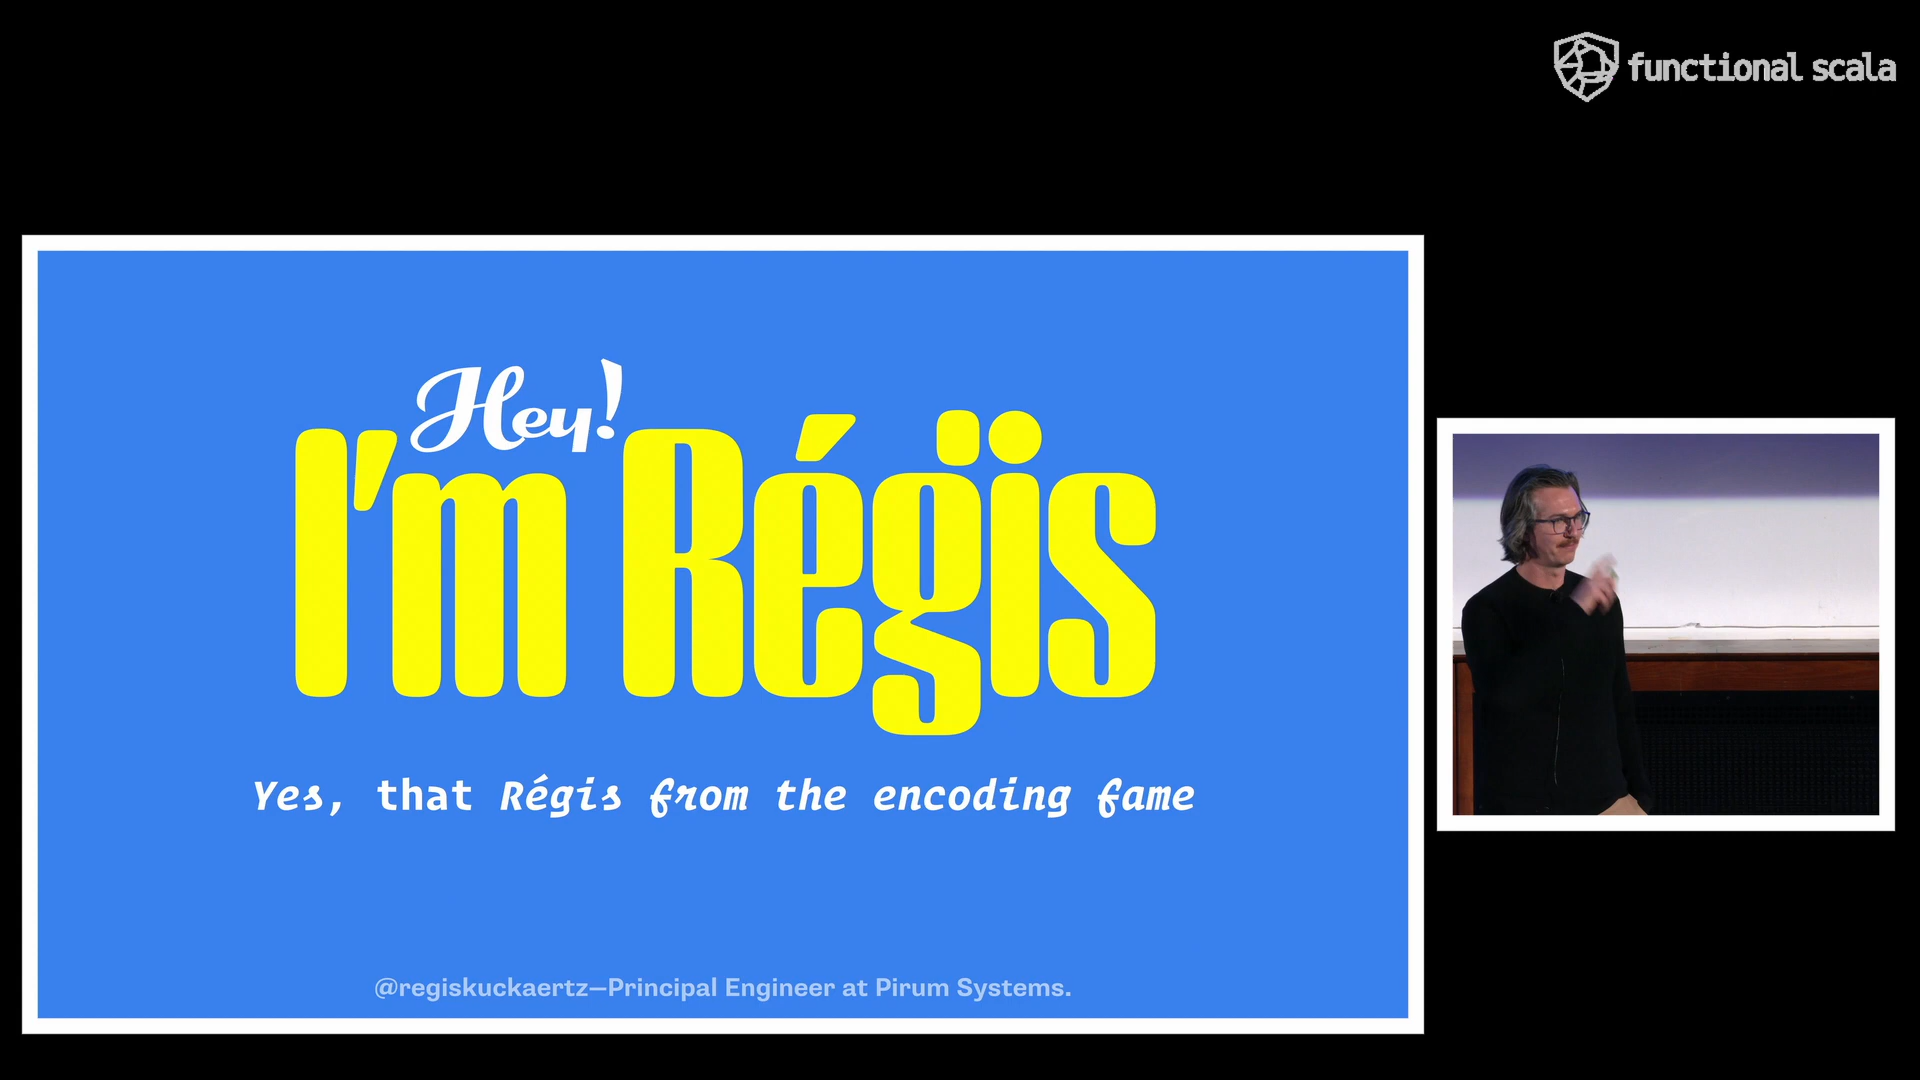 functional scala
Hey!
I'm Régis
Yes, that Régis from the encoding fame
@regiskuckaertz—Principal Engineer at Pirum Systems.